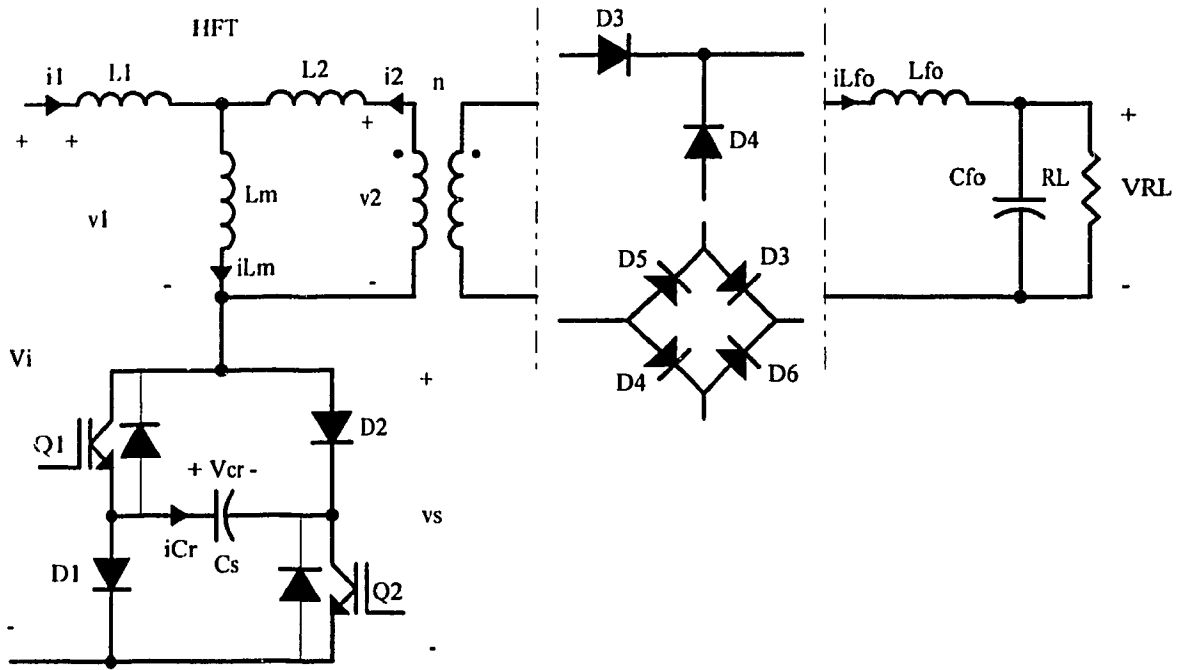 HFT
D3
i1
L1
L2
i2
n
iLfo
Lfo
+
+
+
+
D4
Lm
v1
v2
Cfo
RL
VRL
iLm
D5
D3
-
-
-
Vi
D4
D6
+
Q1
D2
+ Vcr -
iCr
Cs
vs
D1
Q2
-
-